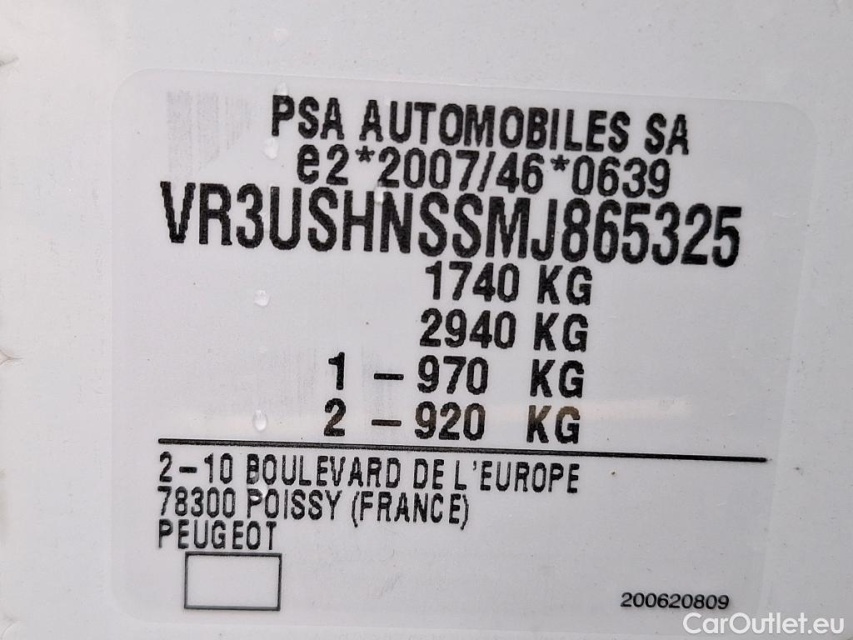 PSA AUTOMOBILES SA
e2*2007/46*0639
VR3USHNSSMJ865325
1740 KG
2940 KG
1 – 970 KG
2 – 920 KG
2–10 BOULEVARD DE L'EUROPE
78300 POISSY (FRANCE)
PEUGEOT
200620809
CarOutlet.eu